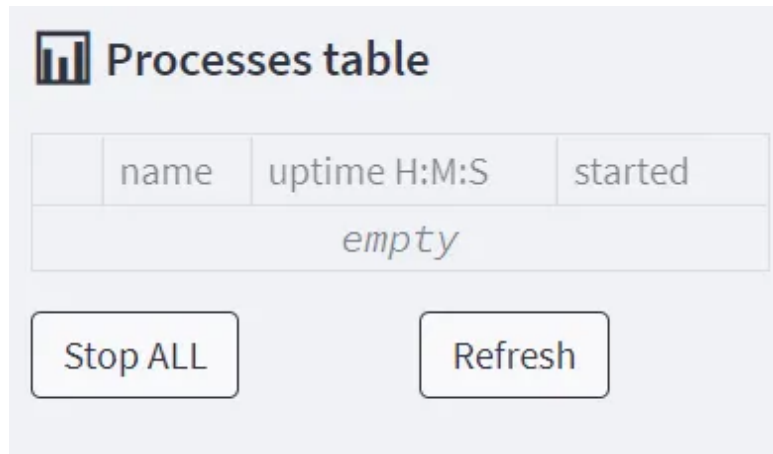 Processes table
name uptime H:M:S started
empty
Stop ALL Refresh